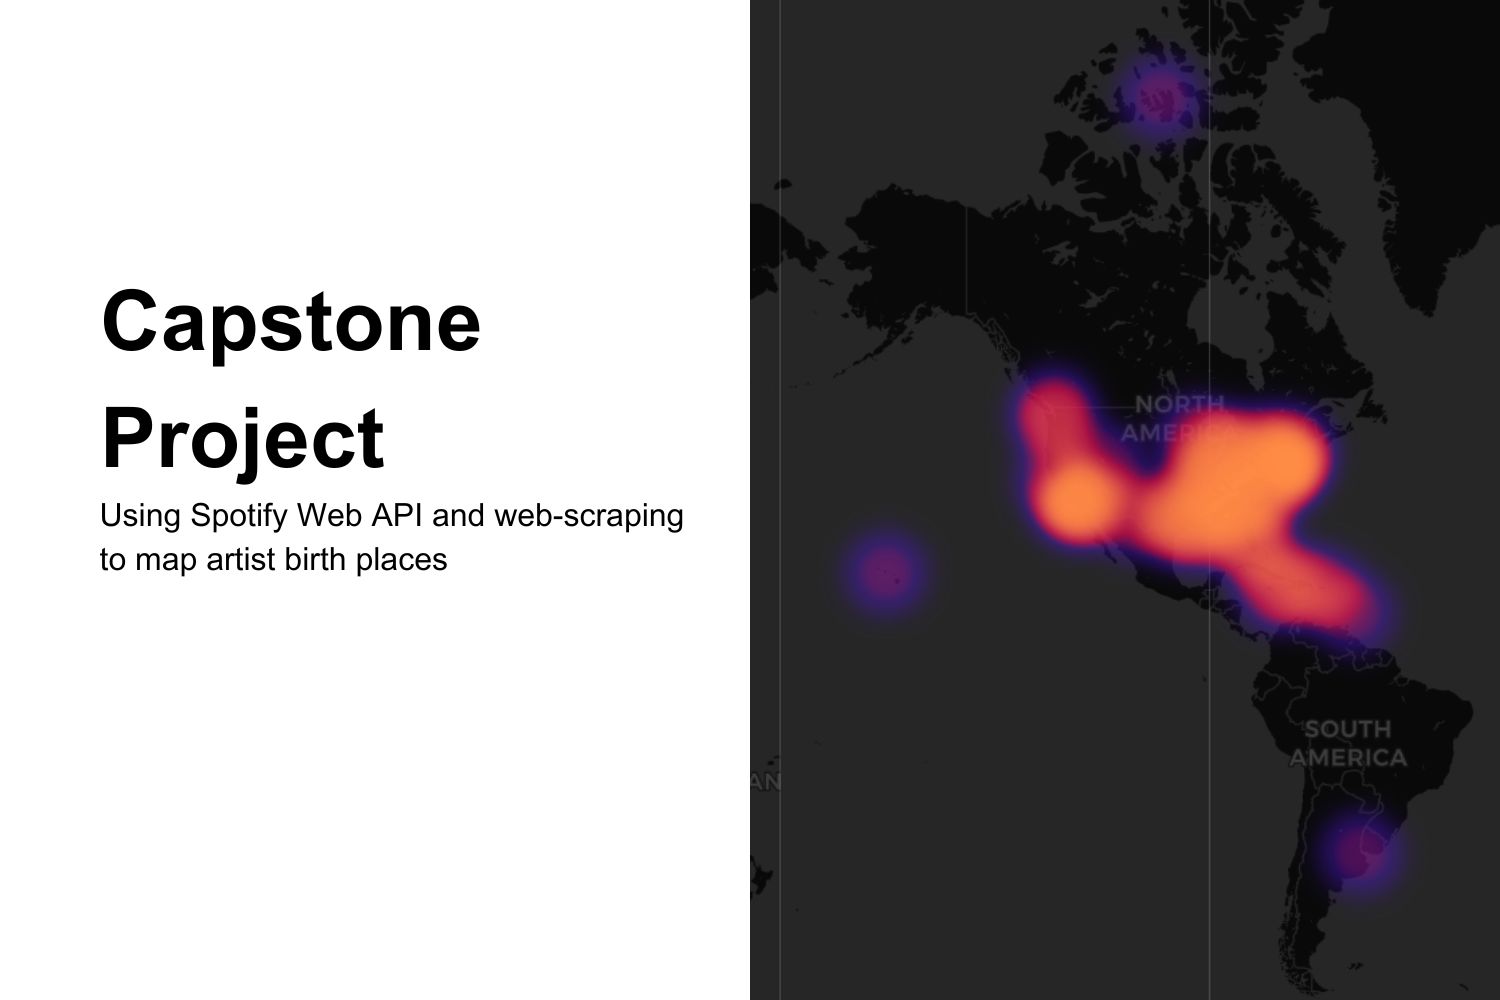 Capstone
Project
Using Spotify Web API and web-scraping
to map artist birth places
NORTH
AMERICA
SOUTH
AMERICA
AN